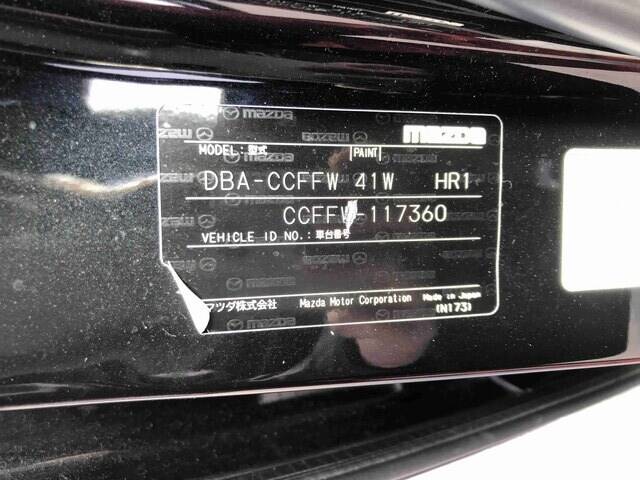 mazda
MODEL:型式 PAINT
DBA-CCFFW 41W HR1
CCFFW-117360
VEHICLE ID NO.:車台番号
マツダ株式会社 Mazda Motor Corporation Made in Japan
(N173)